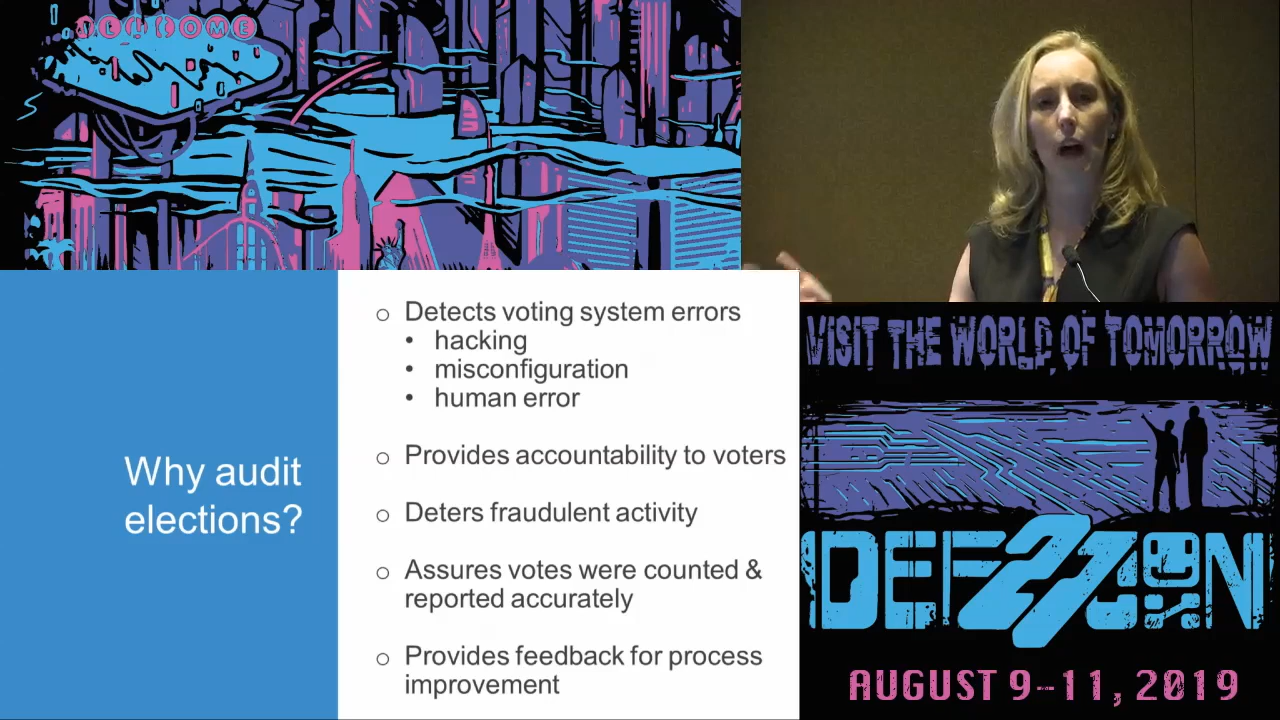 WELCOME
Why audit
elections?
○ Detects voting system errors
• hacking
• misconfiguration
• human error
○ Provides accountability to voters
○ Deters fraudulent activity
○ Assures votes were counted &
reported accurately
○ Provides feedback for process
improvement
VISIT THE WORLD OF TOMORROW
DEF27CON
AUGUST 9-11, 2019